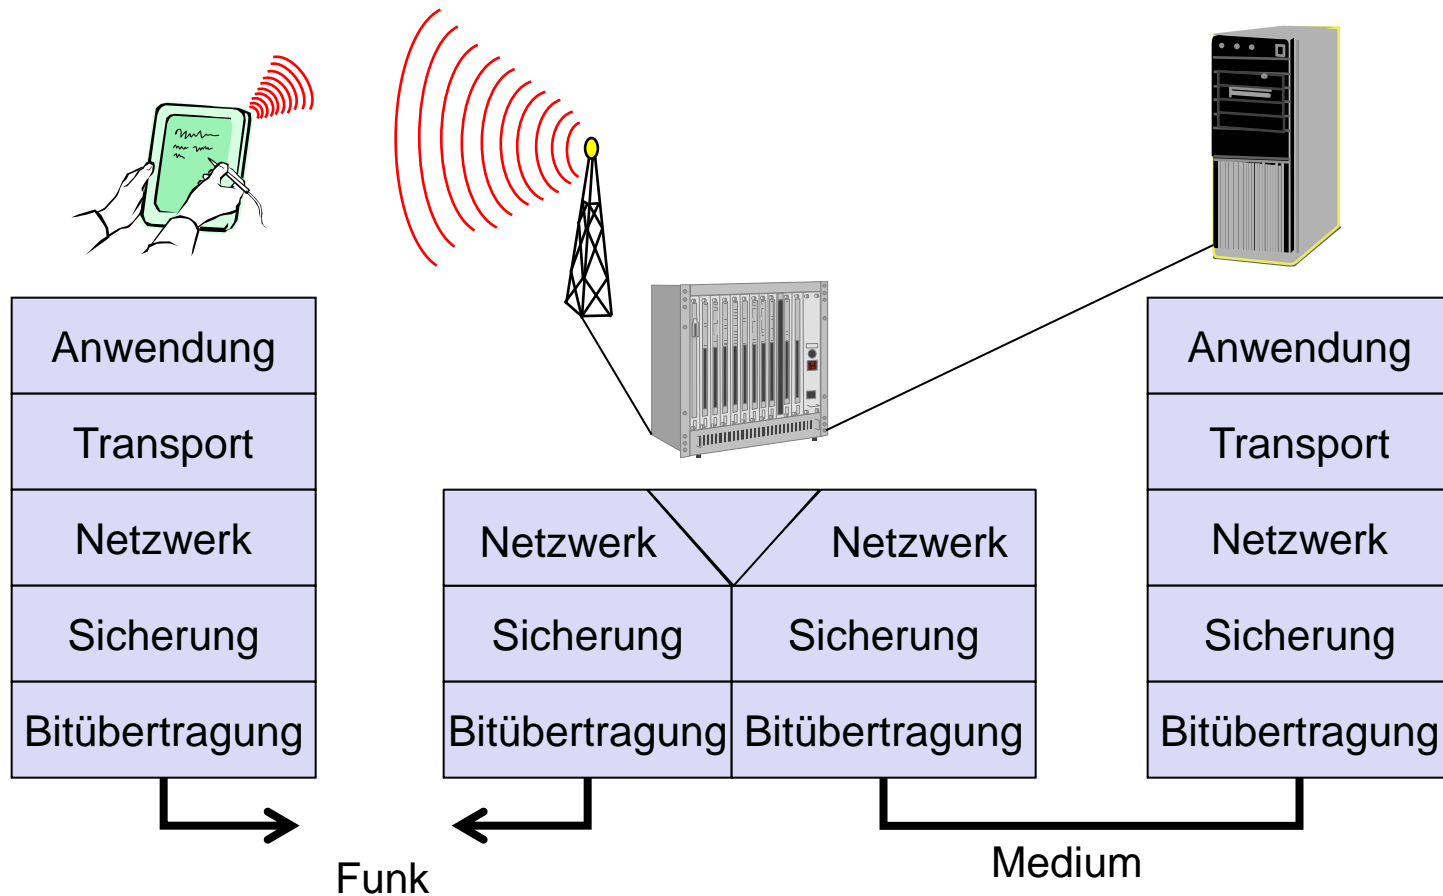 Anwendung
Transport
Netzwerk
Sicherung
Bitübertragung
Netzwerk Netzwerk
Sicherung Sicherung
Bitübertragung Bitübertragung
Anwendung
Transport
Netzwerk
Sicherung
Bitübertragung
Funk
Medium